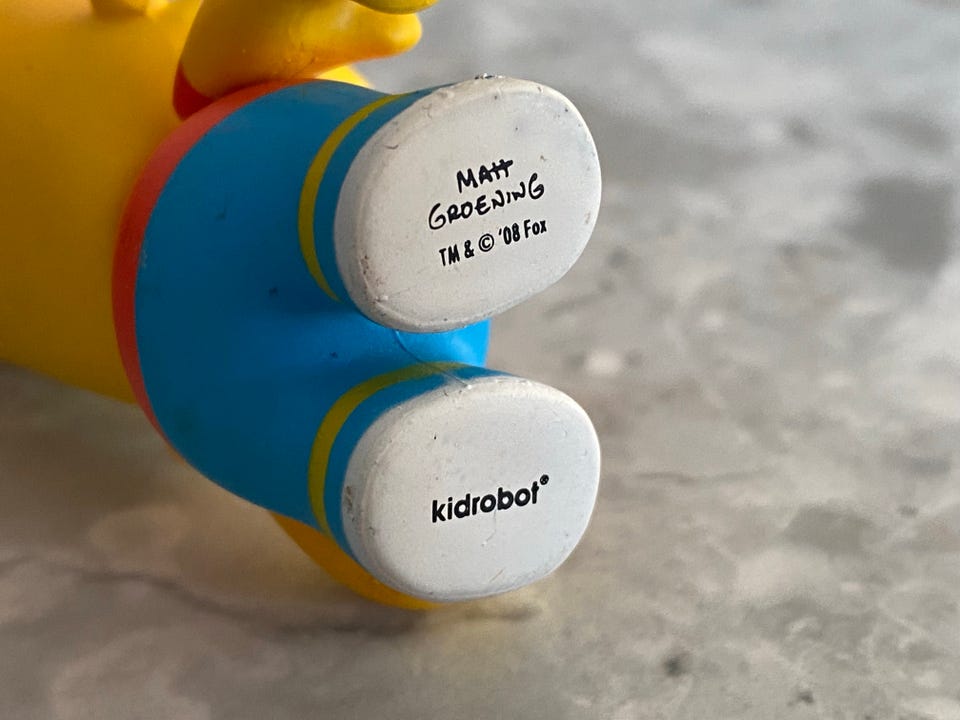 MATT
GROENING
TM & © '08 Fox
kidrobot®